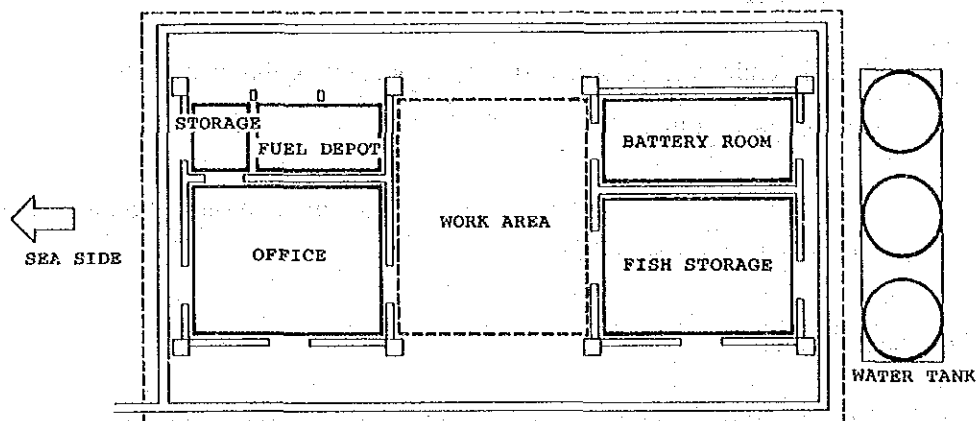 STORAGE
FUEL DEPOT
BATTERY ROOM
WORK AREA
SEA SIDE
OFFICE
FISH STORAGE
WATER TANK